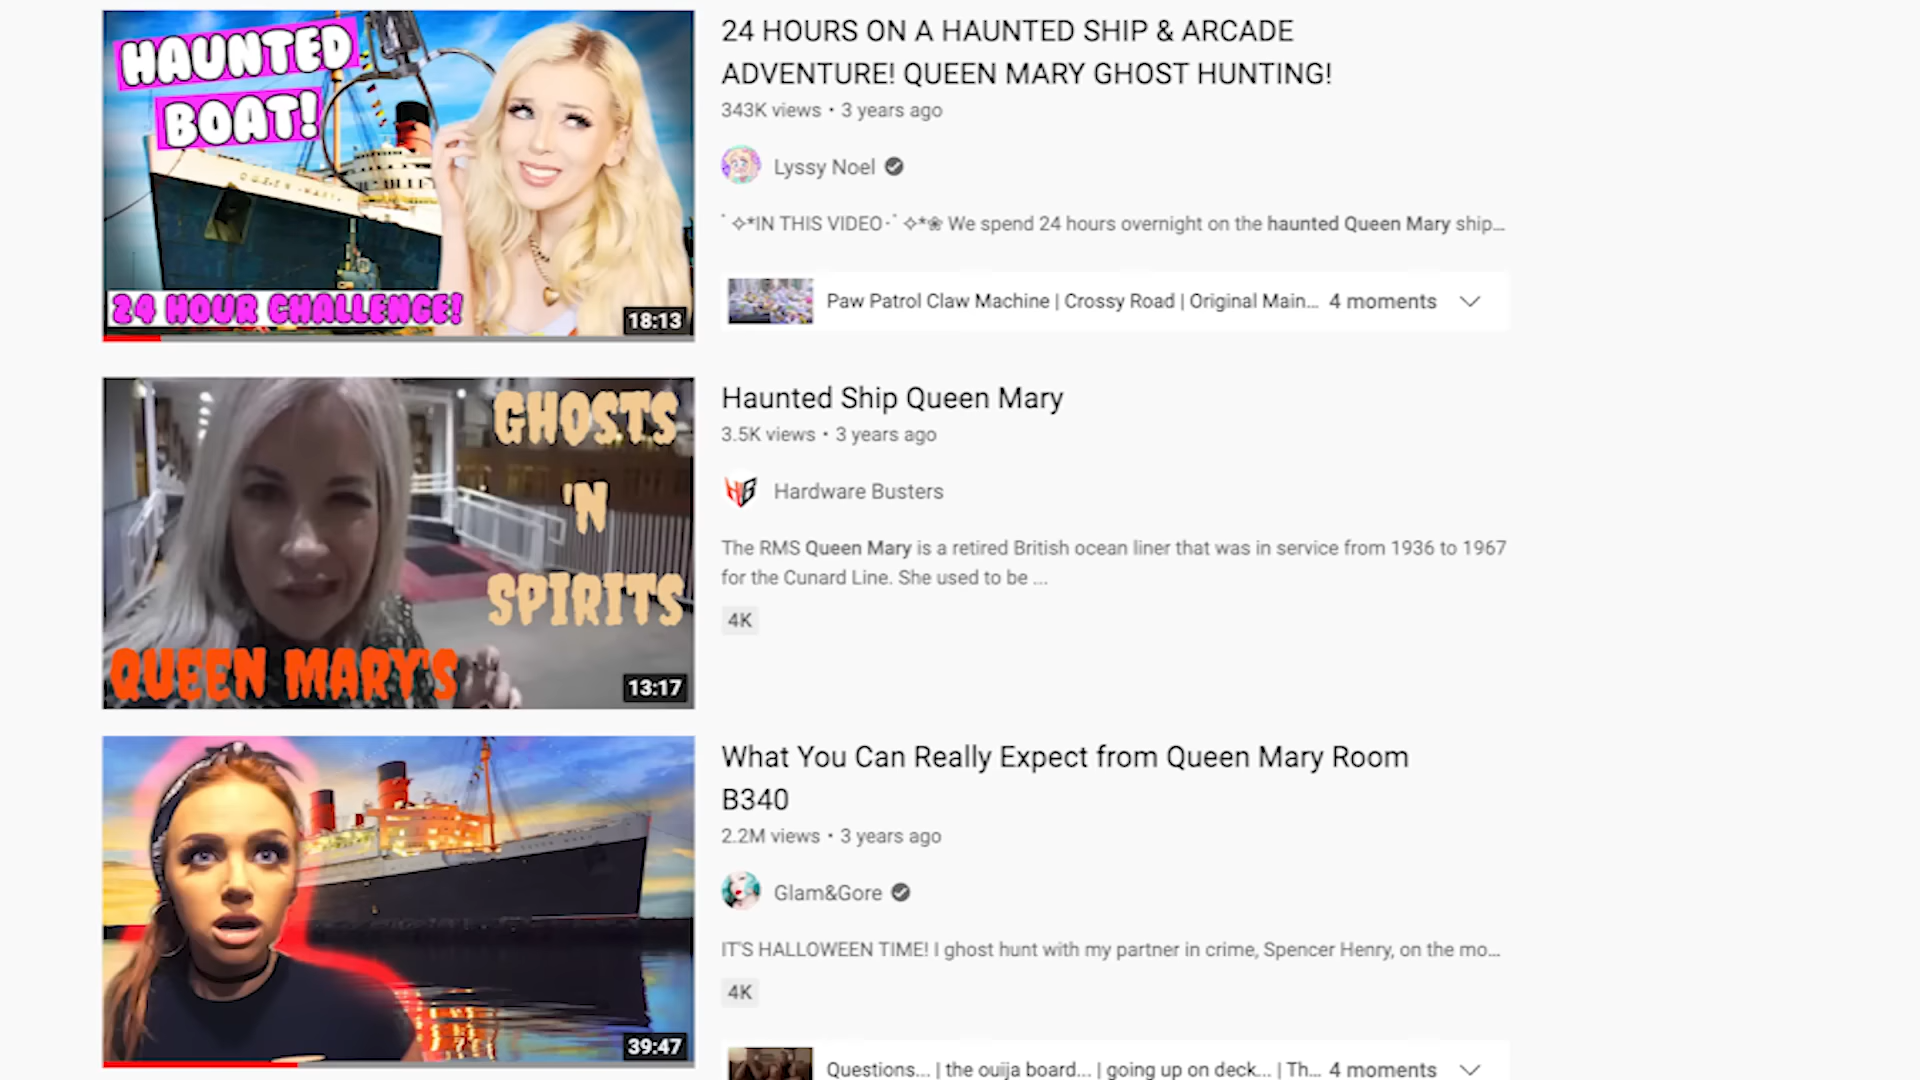 HAUNTED
BOAT!
QUEEN MARY
24 HOUR CHALLENGE!
18:13
24 HOURS ON A HAUNTED SHIP & ARCADE
ADVENTURE! QUEEN MARY GHOST HUNTING!
343K views • 3 years ago
Lyssy Noel
˚ ✧*IN THIS VIDEO･ﾟ ✧*❀ We spend 24 hours overnight on the haunted Queen Mary ship...
Paw Patrol Claw Machine | Crossy Road | Original Main... 4 moments
GHOSTS
'N
SPIRITS
QUEEN MARY'S
13:17
Haunted Ship Queen Mary
3.5K views • 3 years ago
HB
Hardware Busters
The RMS Queen Mary is a retired British ocean liner that was in service from 1936 to 1967
for the Cunard Line. She used to be ...
4K
39:47
What You Can Really Expect from Queen Mary Room
B340
2.2M views • 3 years ago
Glam&Gore
IT'S HALLOWEEN TIME! I ghost hunt with my partner in crime, Spencer Henry, on the mo...
4K
Questions... | the ouija board... | going up on deck... | Th... 4 moments